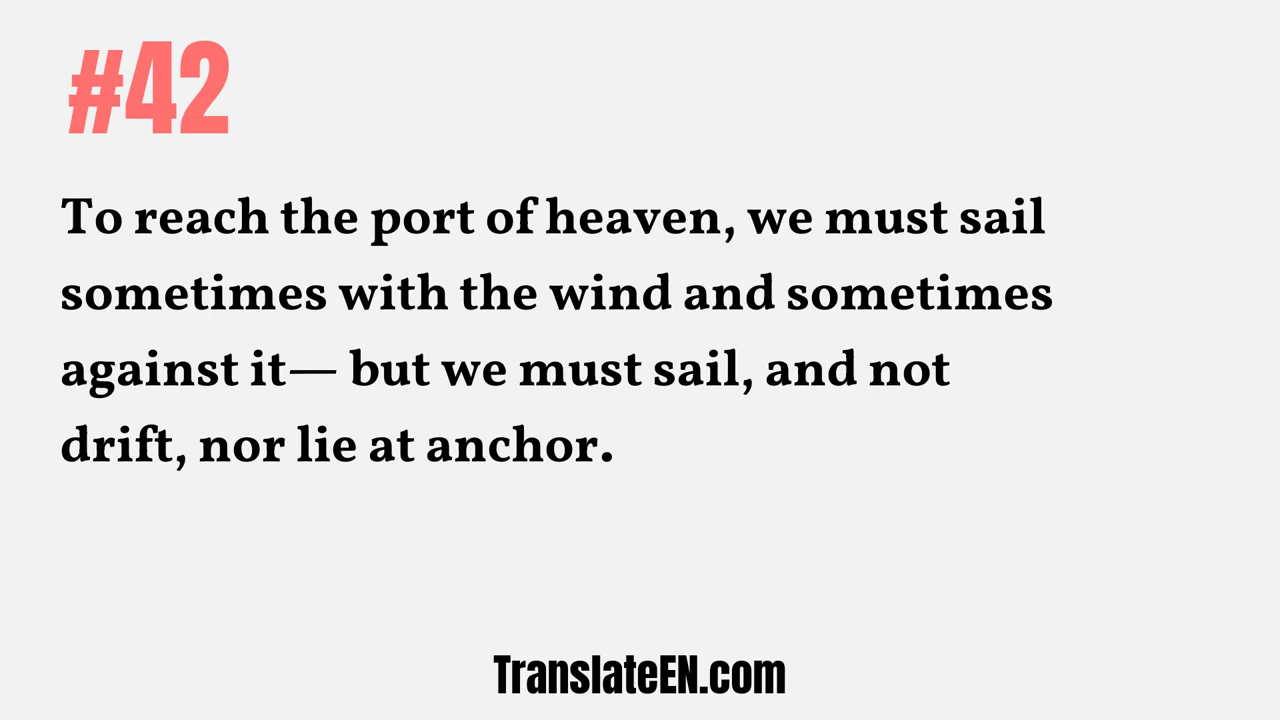 #42
To reach the port of heaven, we must sail
sometimes with the wind and sometimes
against it— but we must sail, and not
drift, nor lie at anchor.
TranslateEN.com